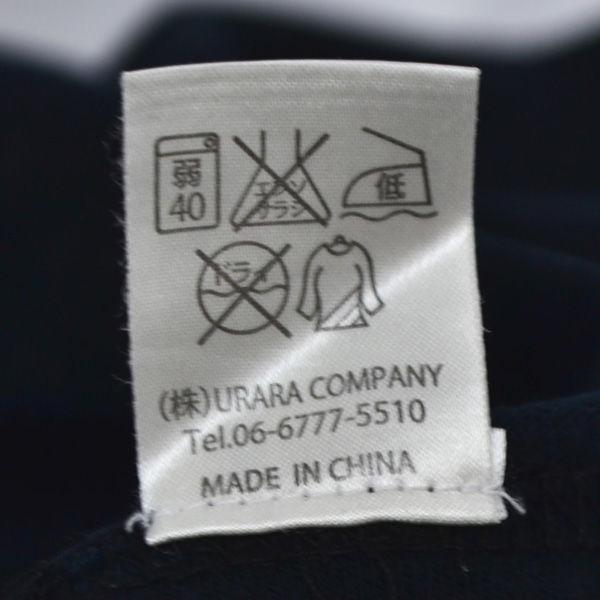 弱
40
エンソ
サラシ
低
ドライ
(株)URARA COMPANY
Tel.06-6777-5510
MADE IN CHINA